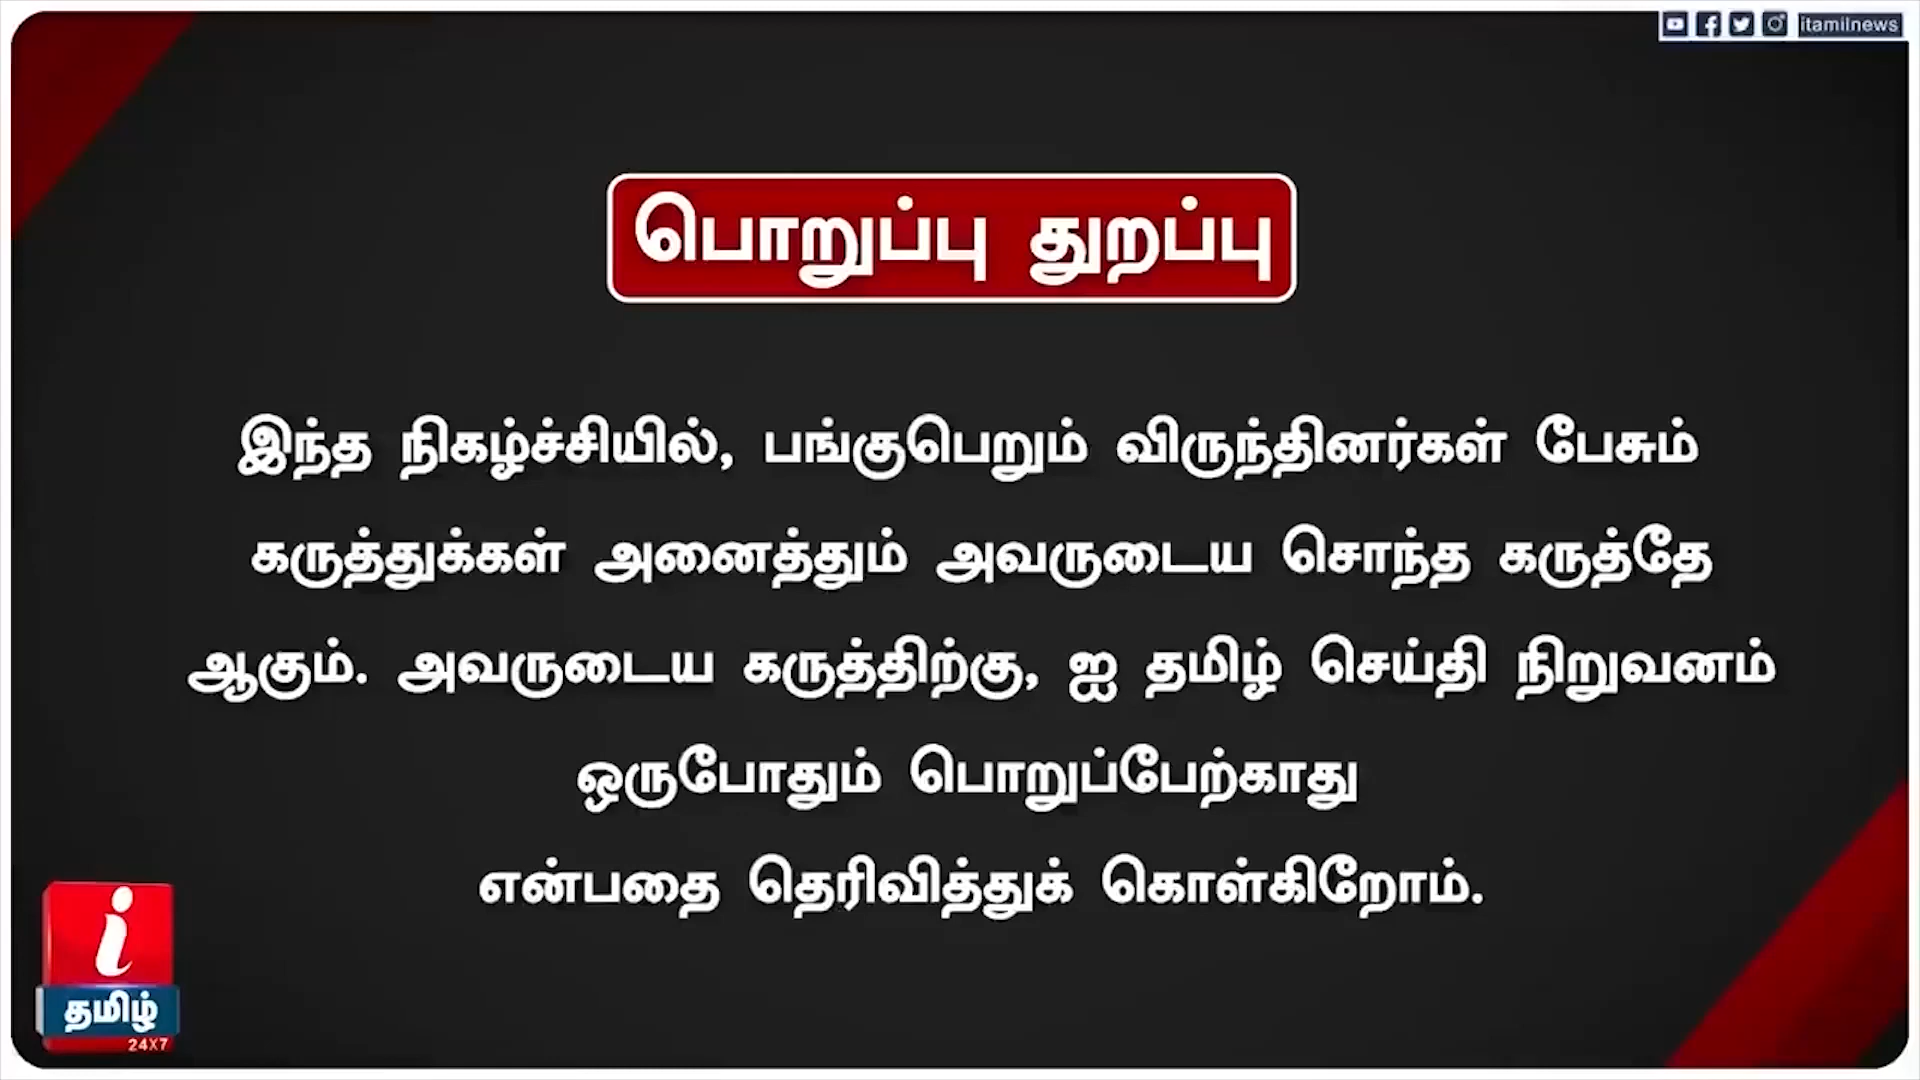 itamilnews
பொறுப்பு துறப்பு
இந்த நிகழ்ச்சியில், பங்குபெறும் விருந்தினர்கள் பேசும்
கருத்துக்கள் அனைத்தும் அவருடைய சொந்த கருத்தே
ஆகும். அவருடைய கருத்திற்கு, ஐ தமிழ் செய்தி நிறுவனம்
ஒருபோதும் பொறுப்பேற்காது
என்பதை தெரிவித்துக் கொள்கிறோம்.
i
தமிழ்
24X7